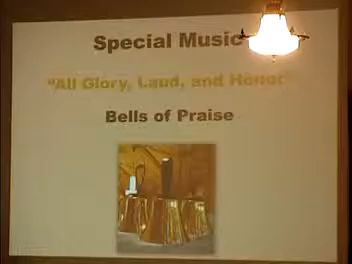 Special Music
"All Glory, Laud, and Honor"
Bells of Praise